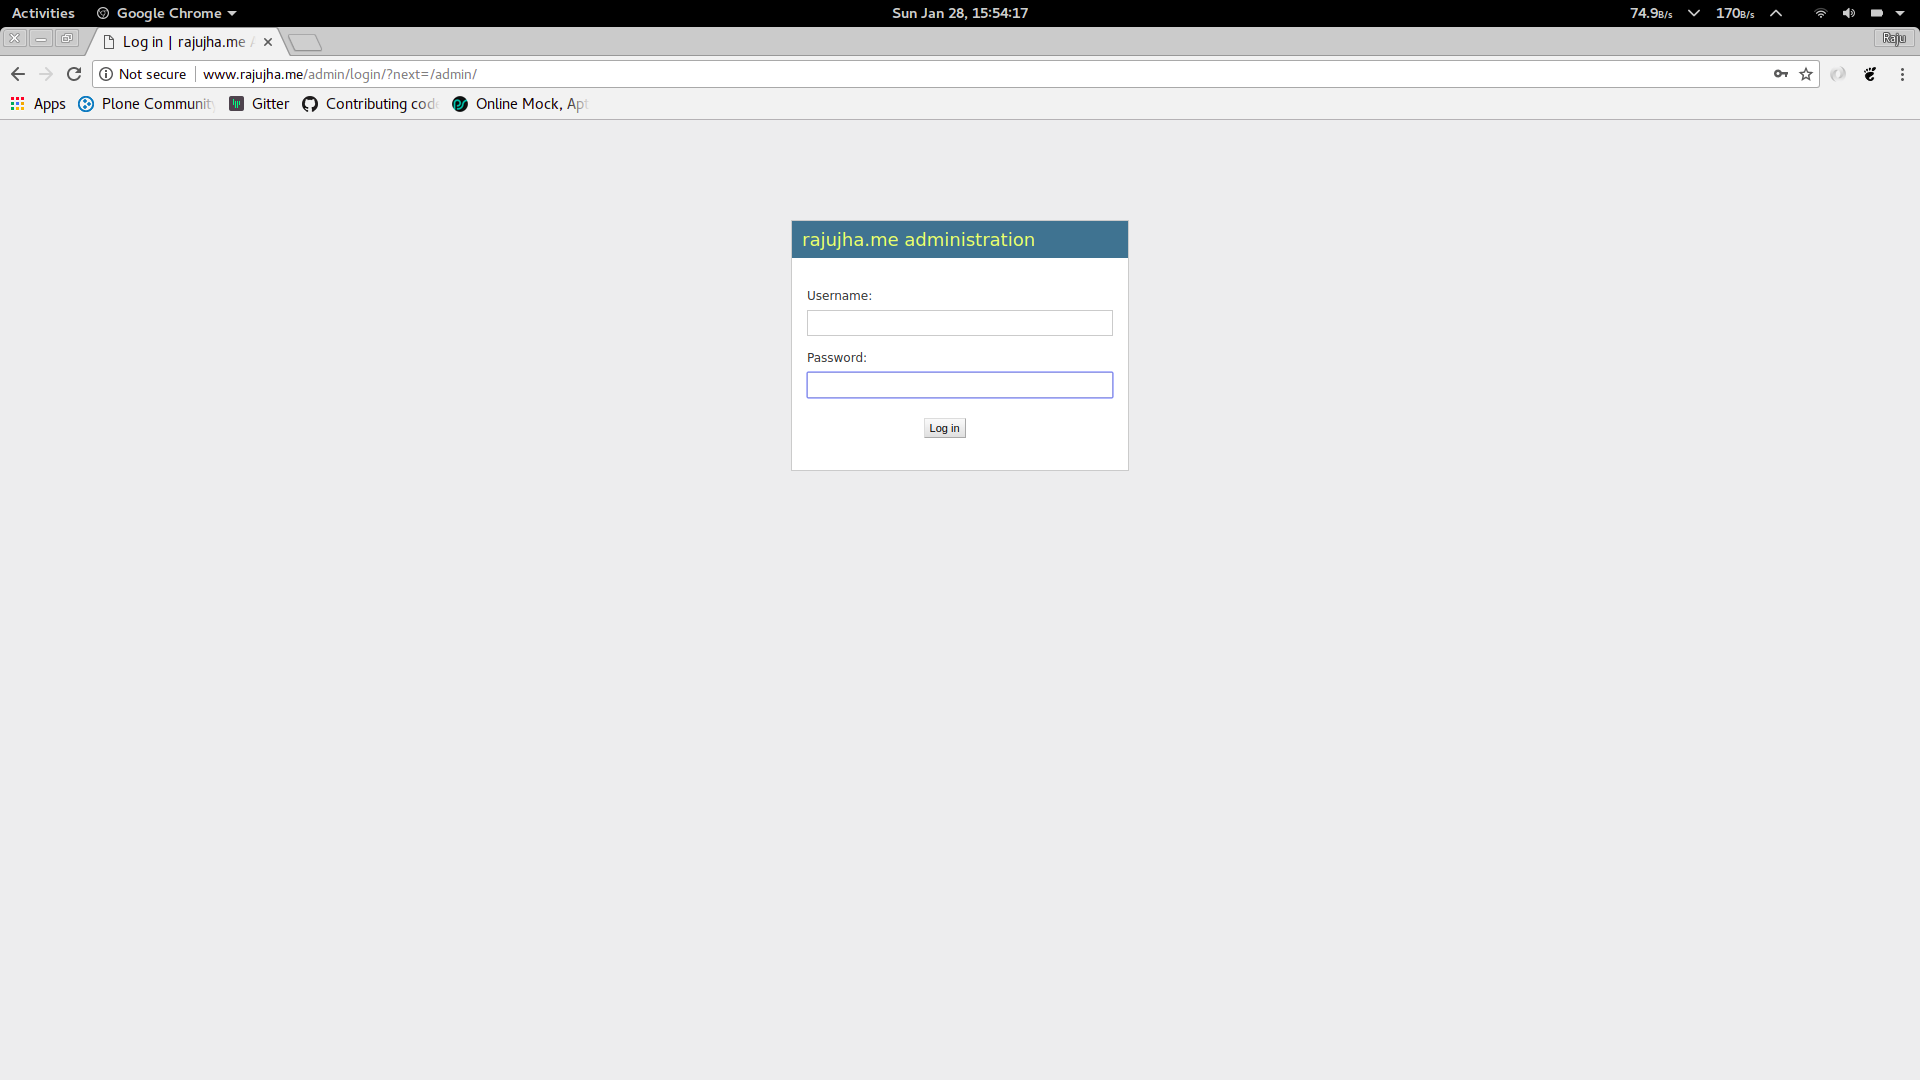 Activities Google Chrome Sun Jan 28, 15:54:17 74.9B/s 170B/s
Log in | rajujha.me Raju
Not secure www.rajujha.me/admin/login/?next=/admin/
Apps Plone Communit Gitter Contributing cod Online Mock, Apt
rajujha.me administration
Username:
Password:
Log in